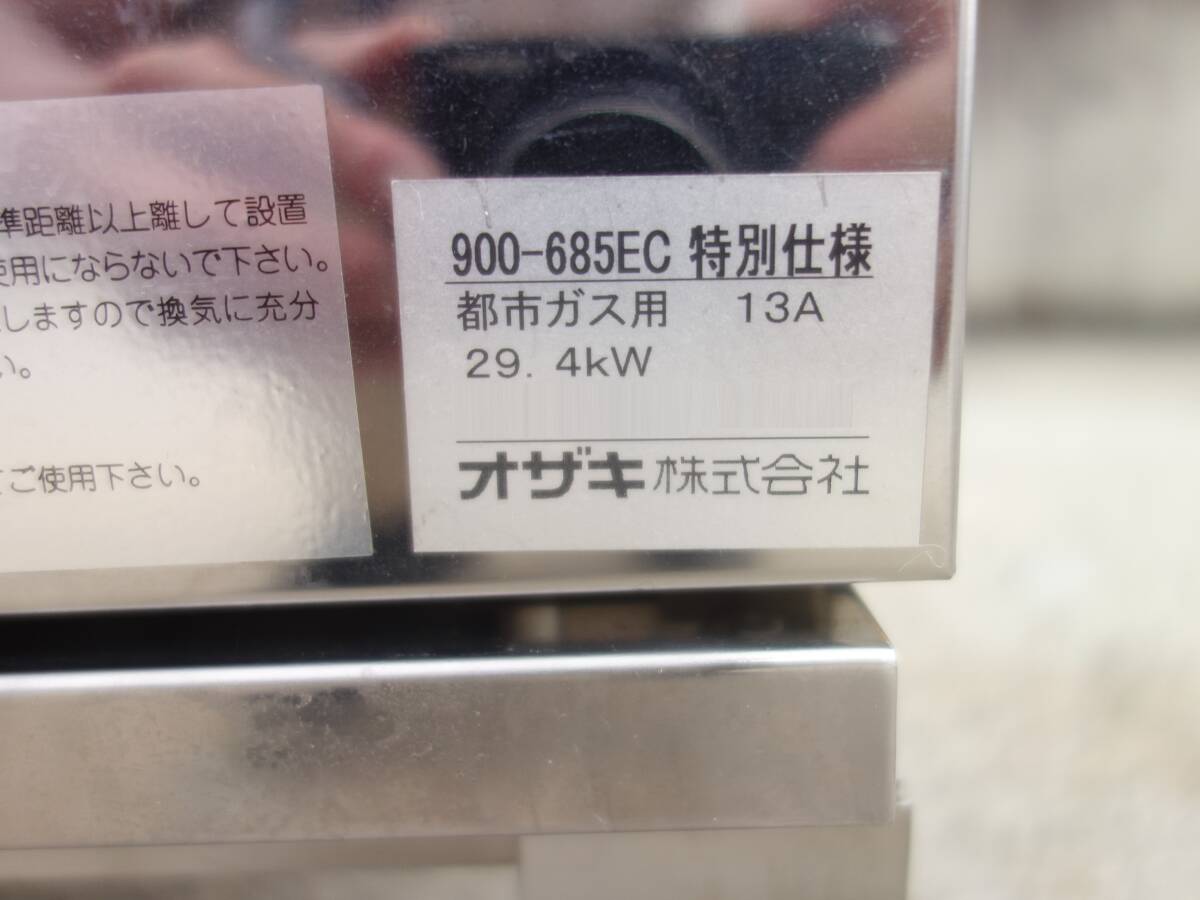 準距離以上離して設置
使用にならないで下さい。
しますので換気に充分
い。
てご使用下さい。
900-685EC 特別仕様
都市ガス用 13A
29. 4kW
オザキ株式会社